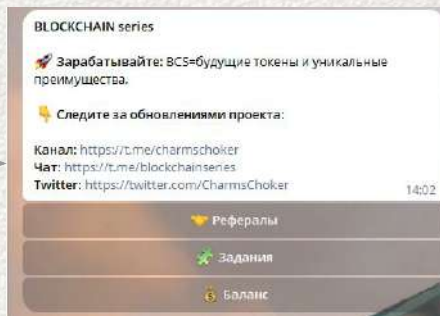 BLOCKCHAIN series
🚀 Зарабатывайте: BCS=будущие токены и уникальные
преимущества.
👇 Следите за обновлениями проекта:
Канал: https://t.me/charmschoker
Чат: https://t.me/blockchainseries
Twitter: https://twitter.com/CharmsChoker
14:02
🤝 Рефералы
🧩 Задания
💰 Баланс